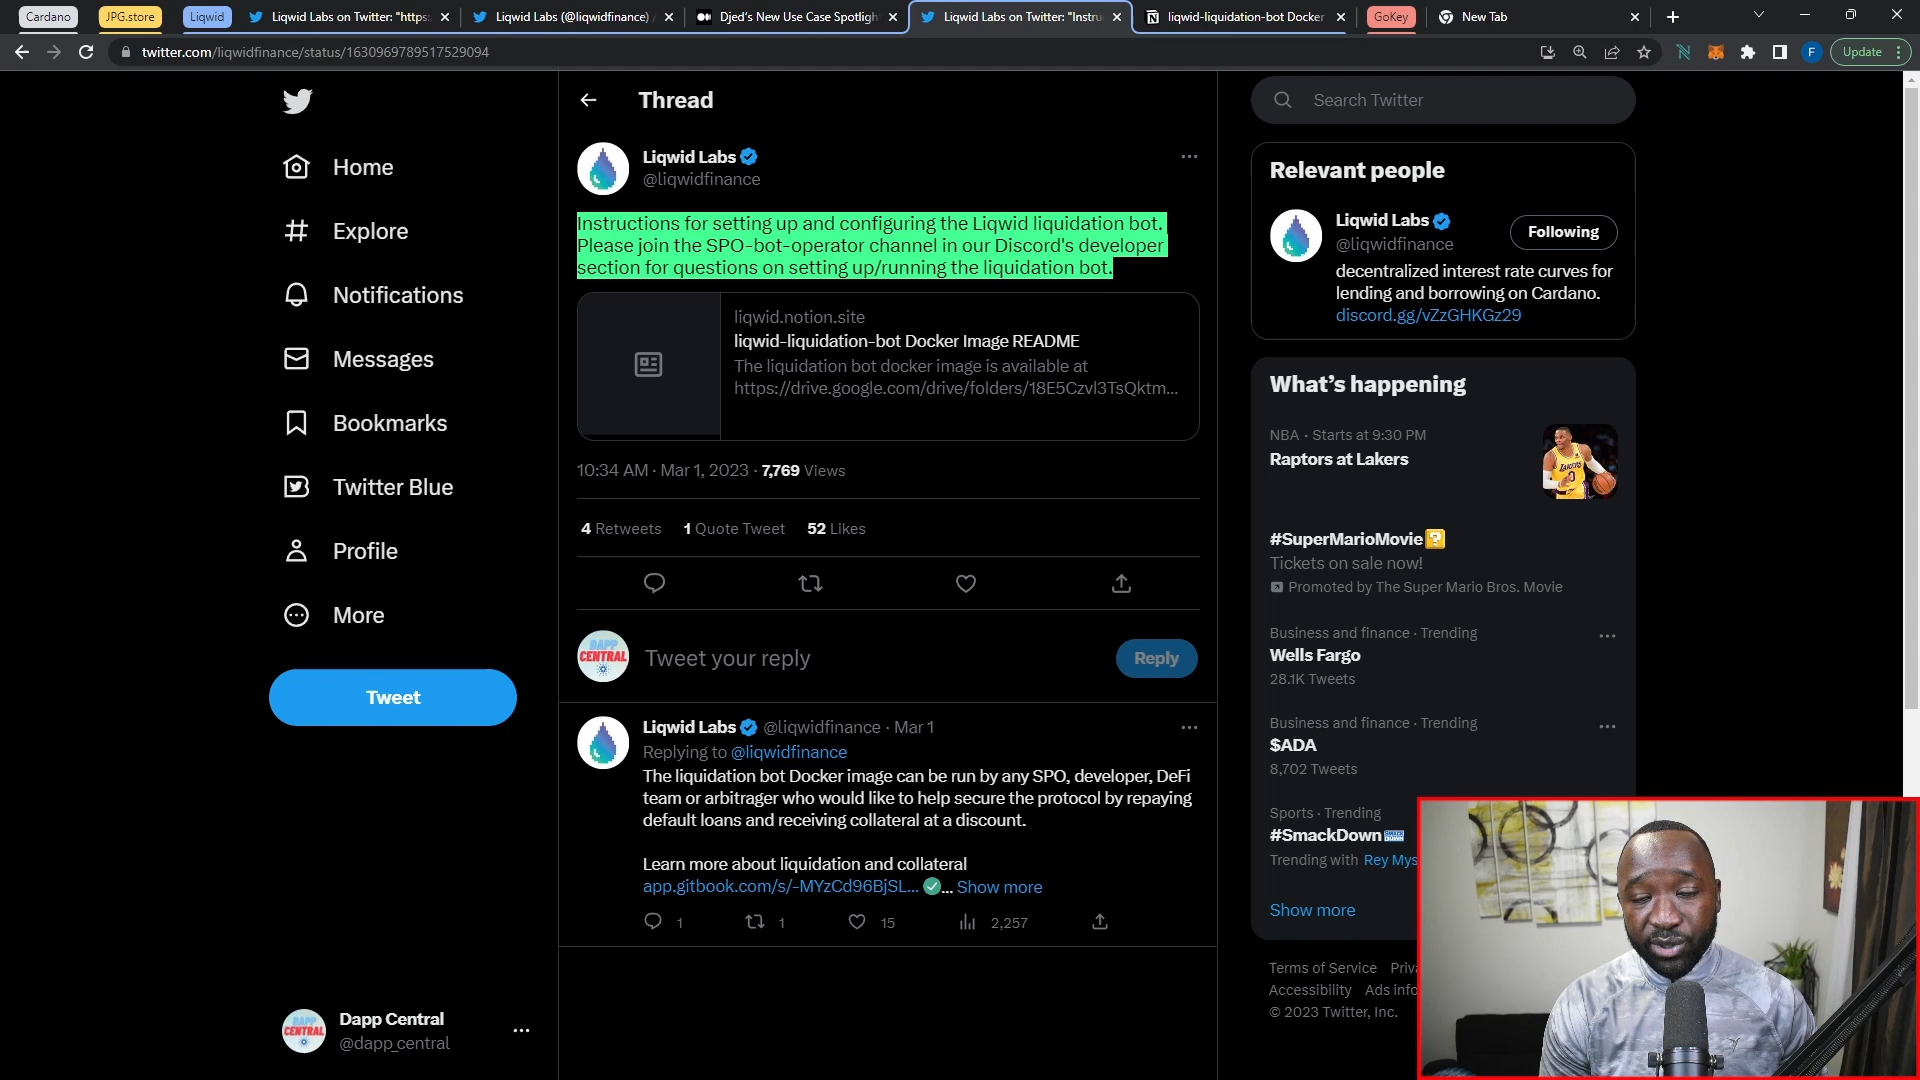 Cardano
JPG.store
Liqwid
Liqwid Labs on Twitter: "https:
Liqwid Labs (@liqwidfinance) /
Djed's New Use Case Spotlight
Liqwid Labs on Twitter: "Instru
liqwid-liquidation-bot Docker
GoKey
New Tab
twitter.com/liqwidfinance/status/1630969789517529094
F
Update
Home
Explore
Notifications
Messages
Bookmarks
Twitter Blue
Profile
More
Tweet
Dapp Central
@dapp_central
Thread
Liqwid Labs
@liqwidfinance
Instructions for setting up and configuring the Liqwid liquidation bot.
Please join the SPO-bot-operator channel in our Discord's developer
section for questions on setting up/running the liquidation bot.
liqwid.notion.site
liqwid-liquidation-bot Docker Image README
The liquidation bot docker image is available at
https://drive.google.com/drive/folders/18E5Czvl3TsQktm...
10:34 AM · Mar 1, 2023 · 7,769 Views
4 Retweets 1 Quote Tweet 52 Likes
DAPP
CENTRAL
Tweet your reply
Reply
Liqwid Labs @liqwidfinance · Mar 1
Replying to @liqwidfinance
The liquidation bot Docker image can be run by any SPO, developer, DeFi
team or arbitrager who would like to help secure the protocol by repaying
default loans and receiving collateral at a discount.
Learn more about liquidation and collateral
app.gitbook.com/s/-MYzCd96BjSL... ... Show more
1 1 15 2,257
Search Twitter
Relevant people
Liqwid Labs
@liqwidfinance
Following
decentralized interest rate curves for
lending and borrowing on Cardano.
discord.gg/vZzGHKGz29
What's happening
NBA · Starts at 9:30 PM
Raptors at Lakers
#SuperMarioMovie
Tickets on sale now!
Promoted by The Super Mario Bros. Movie
Business and finance · Trending
Wells Fargo
28.1K Tweets
Business and finance · Trending
$ADA
8,702 Tweets
Sports · Trending
#SmackDown
Trending with Rey Mys
Show more
Terms of Service Priva
Accessibility Ads info
© 2023 Twitter, Inc.